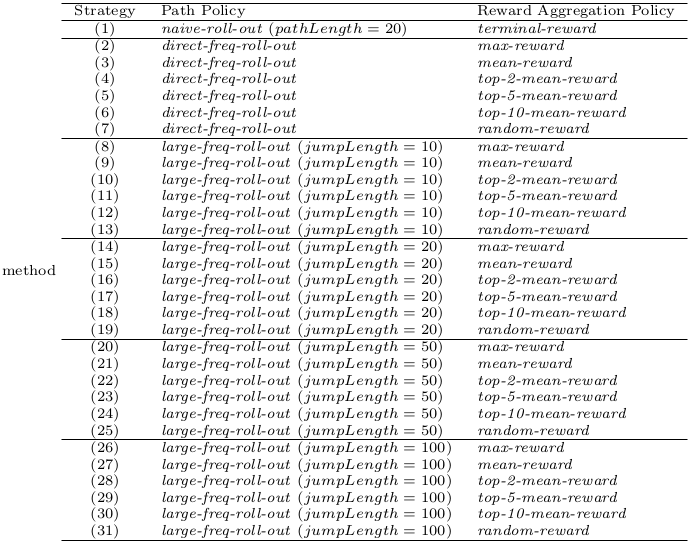 Strategy Path Policy Reward Aggregation Policy
(1) naive-roll-out (pathLength = 20) terminal-reward
(2) direct-freq-roll-out max-reward
(3) direct-freq-roll-out mean-reward
(4) direct-freq-roll-out top-2-mean-reward
(5) direct-freq-roll-out top-5-mean-reward
(6) direct-freq-roll-out top-10-mean-reward
(7) direct-freq-roll-out random-reward
(8) large-freq-roll-out (jumpLength = 10) max-reward
(9) large-freq-roll-out (jumpLength = 10) mean-reward
(10) large-freq-roll-out (jumpLength = 10) top-2-mean-reward
(11) large-freq-roll-out (jumpLength = 10) top-5-mean-reward
(12) large-freq-roll-out (jumpLength = 10) top-10-mean-reward
(13) large-freq-roll-out (jumpLength = 10) random-reward
(14) large-freq-roll-out (jumpLength = 20) max-reward
(15) large-freq-roll-out (jumpLength = 20) mean-reward
method
(16) large-freq-roll-out (jumpLength = 20) top-2-mean-reward
(17) large-freq-roll-out (jumpLength = 20) top-5-mean-reward
(18) large-freq-roll-out (jumpLength = 20) top-10-mean-reward
(19) large-freq-roll-out (jumpLength = 20) random-reward
(20) large-freq-roll-out (jumpLength = 50) max-reward
(21) large-freq-roll-out (jumpLength = 50) mean-reward
(22) large-freq-roll-out (jumpLength = 50) top-2-mean-reward
(23) large-freq-roll-out (jumpLength = 50) top-5-mean-reward
(24) large-freq-roll-out (jumpLength = 50) top-10-mean-reward
(25) large-freq-roll-out (jumpLength = 50) random-reward
(26) large-freq-roll-out (jumpLength = 100) max-reward
(27) large-freq-roll-out (jumpLength = 100) mean-reward
(28) large-freq-roll-out (jumpLength = 100) top-2-mean-reward
(29) large-freq-roll-out (jumpLength = 100) top-5-mean-reward
(30) large-freq-roll-out (jumpLength = 100) top-10-mean-reward
(31) large-freq-roll-out (jumpLength = 100) random-reward